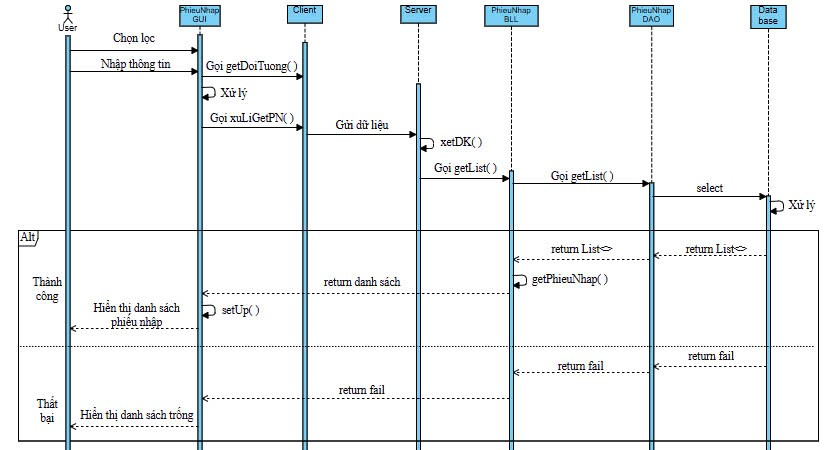 User
PhieuNhap
GUI
Client
Server
PhieuNhap
BLL
PhieuNhap
DAO
Data
base
Chọn lọc
Nhập thông tin
Gọi getDoiTuong( )
Xử lý
Gọi xuLiGetPN( )
Gửi dữ liệu
xetDK( )
Gọi getList( )
Gọi getList( )
select
Xử lý
Alt
return List<>
return List<>
Thành
công
return danh sách
getPhieuNhap( )
Hiển thị danh sách
phiếu nhập
setUp( )
return fail
return fail
return fail
Thất
bại
Hiển thị danh sách trống